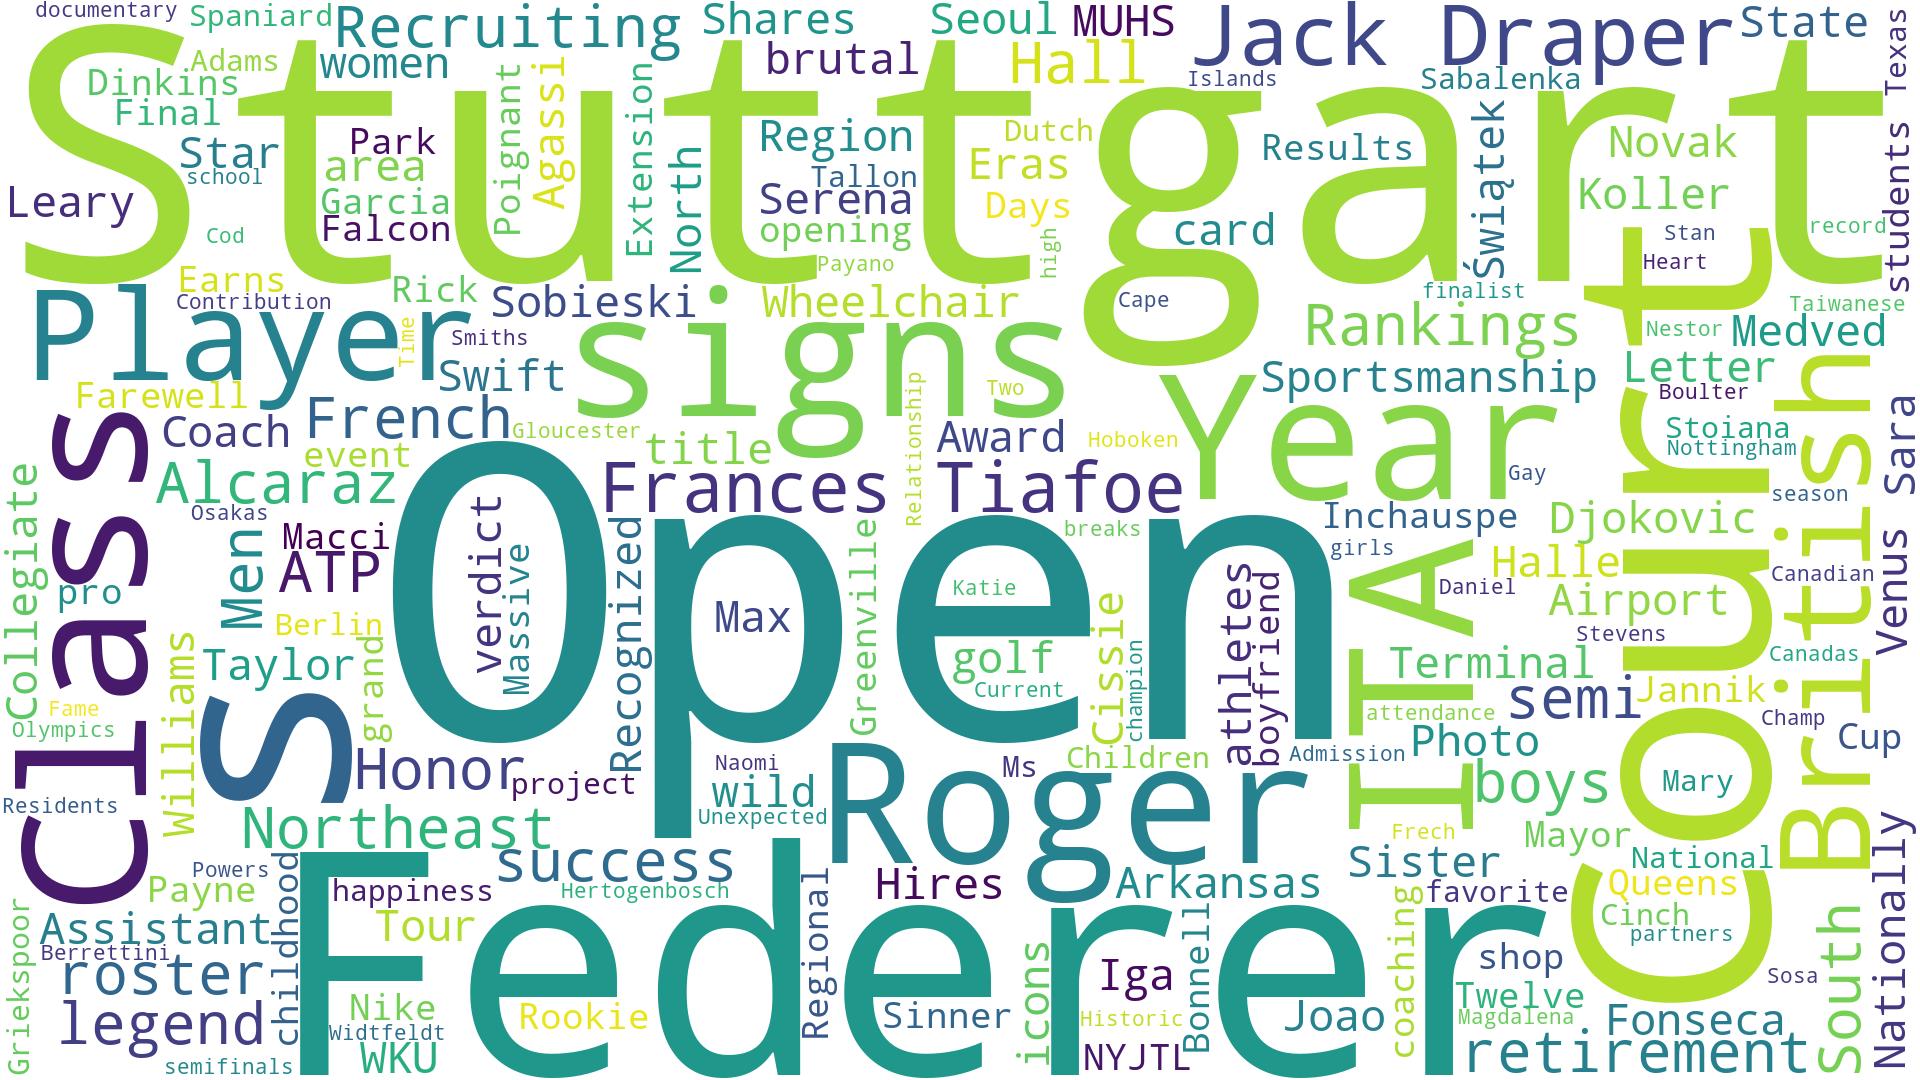 documentary
Spaniard
Recruiting
Shares
Seoul
MUHS
Jack Draper
State
Texas
Adams
women
brutal
Hall
Islands
Sabalenka
Dinkins
Final
Stuttgart
Poignant
Agassi
Extension
Region
Dutch
Results
Świątek
Novak
students
Star
Park
area
school
North
Tallon
Eras
Koller
Leary
Garcia
Serena
Days
Falcon
opening
card
Stan
record
Cod
high
Heart
Payano
Earns
Rick
Contribution
Sobieski
Wheelchair
Cape
finalist
Taiwanese
Player
Time
Smiths
signs
Rankings
Nestor
Medved
Swift
Letter
Farewell
Relationship
Two
Year
Sportsmanship
Boulter
British
Coach
French
Gloucester
title
Award
Hoboken
Stoiana
Nottingham
Venus
Sara
event
Class
Collegiate
Alcaraz
Frances Tiafoe
Gay
season
Osakas
Open
verdict
Massive
Recognized
Greenville
breaks
Inchauspe
Djokovic
Court
Men
Macci
ATP
girls
Halle
pro
Max
Katie
Cissie
athletes
boyfriend
ITA
Daniel
Airport
Canadian
Berlin
Stevens
Williams
Taylor
grand
golf
champion
Terminal
Canadas
Current
semi
Jannik
Fame
Olympics
S
attendance
Champ
Photo
Cup
Honor
project
Naomi
Ms
Children
Admission
boys
Mary
Residents
wild
Roger
Unexpected
Northeast
Frech
Mayor
Nationally
Powers
success
Sister
National
Payne
happiness
Hertogenbosch
Regional
Hires
Arkansas
coaching
favorite
Queens
Assistant
childhood
Federer
Tour
Cinch
South
Griekspoor
Berrettini
partners
roster
icons
Iga
Bonnell
shop
Sosa
legend
Nike
Rookie
Sinner
Historic
Joao
Twelve
Widtfeldt
Magdalena
Fonseca
semifinals
WKU
NYJTL
retirement